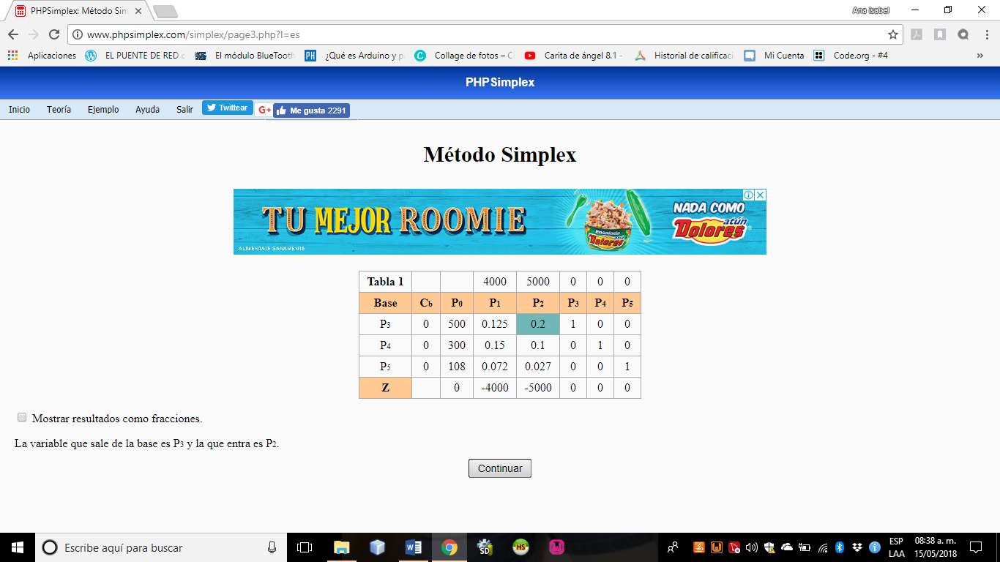 PHPSimplex: Método Sim
Ana isabel
www.phpsimplex.com/simplex/page3.php?l=es
Aplicaciones EL PUENTE DE RED El módulo BlueTooth PH ¿Qué es Arduino y p Collage de fotos – C Carita de ángel 8.1 - Historial de calificaci Mi Cuenta Code.org - #4 »
PHPSimplex
Inicio Teoría Ejemplo Ayuda Salir Twittear G+ Me gusta 2291
Método Simplex
TU MEJOR ROOMIE
ALIMÉNTATE SANAMENTE
Ensalada
atún
Dolores
NADA COMO
atún
Dolores®
Tabla 1 4000 5000 0 0 0
Base Cb P0 P1 P2 P3 P4 P5
P3 0 500 0.125 0.2 1 0 0
P4 0 300 0.15 0.1 0 1 0
P5 0 108 0.072 0.027 0 0 1
Z 0 -4000 -5000 0 0 0
Mostrar resultados como fracciones.
La variable que sale de la base es P3 y la que entra es P2.
Continuar
Escribe aquí para buscar
SD
HS
ESP
LAA
08:38 a. m.
15/05/2018